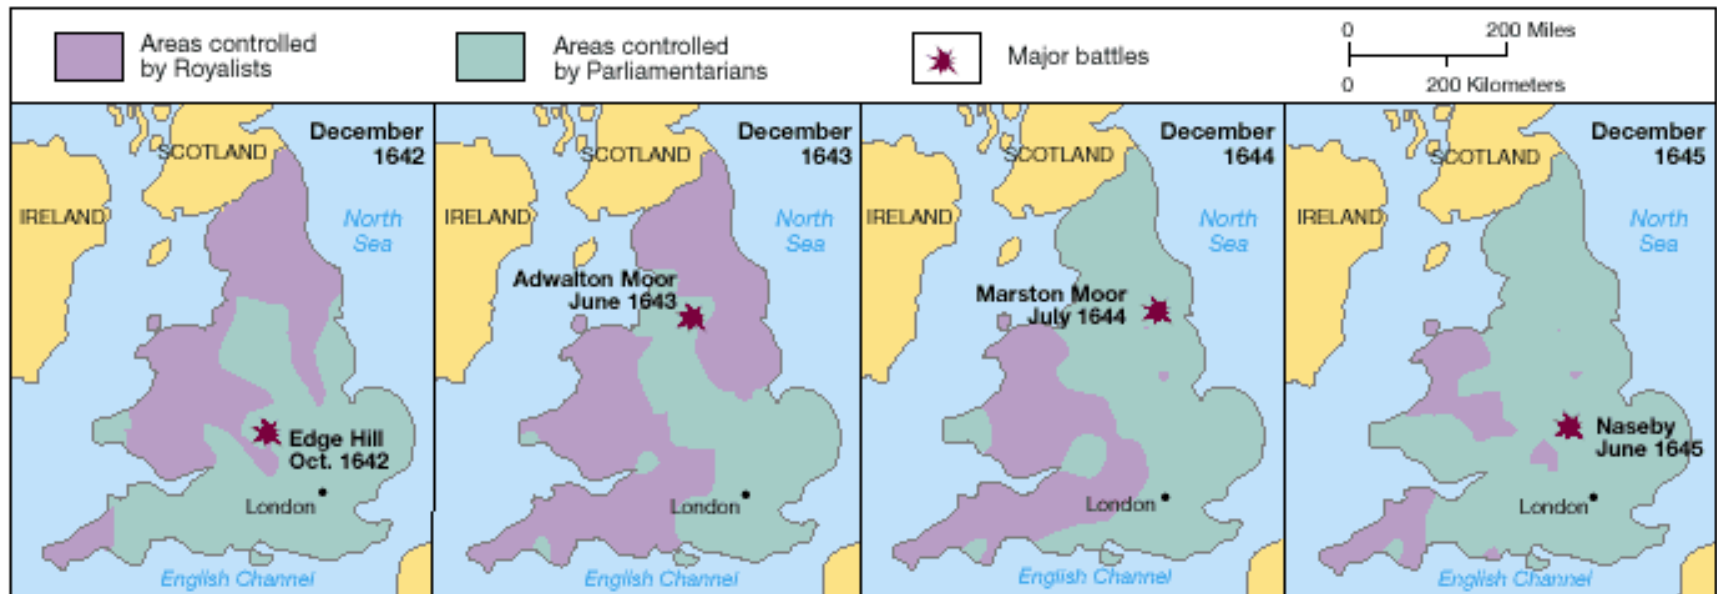 Areas controlled
by Royalists
Areas controlled
by Parliamentarians
Major battles
0 200 Miles
0 200 Kilometers
December
1642
SCOTLAND
IRELAND
North
Sea
Edge Hill
Oct. 1642
London
English Channel
December
1643
SCOTLAND
IRELAND
North
Sea
Adwalton Moor
June 1643
London
English Channel
December
1644
SCOTLAND
IRELAND
North
Sea
Marston Moor
July 1644
London
English Channel
December
1645
SCOTLAND
IRELAND
North
Sea
Naseby
June 1645
London
English Channel